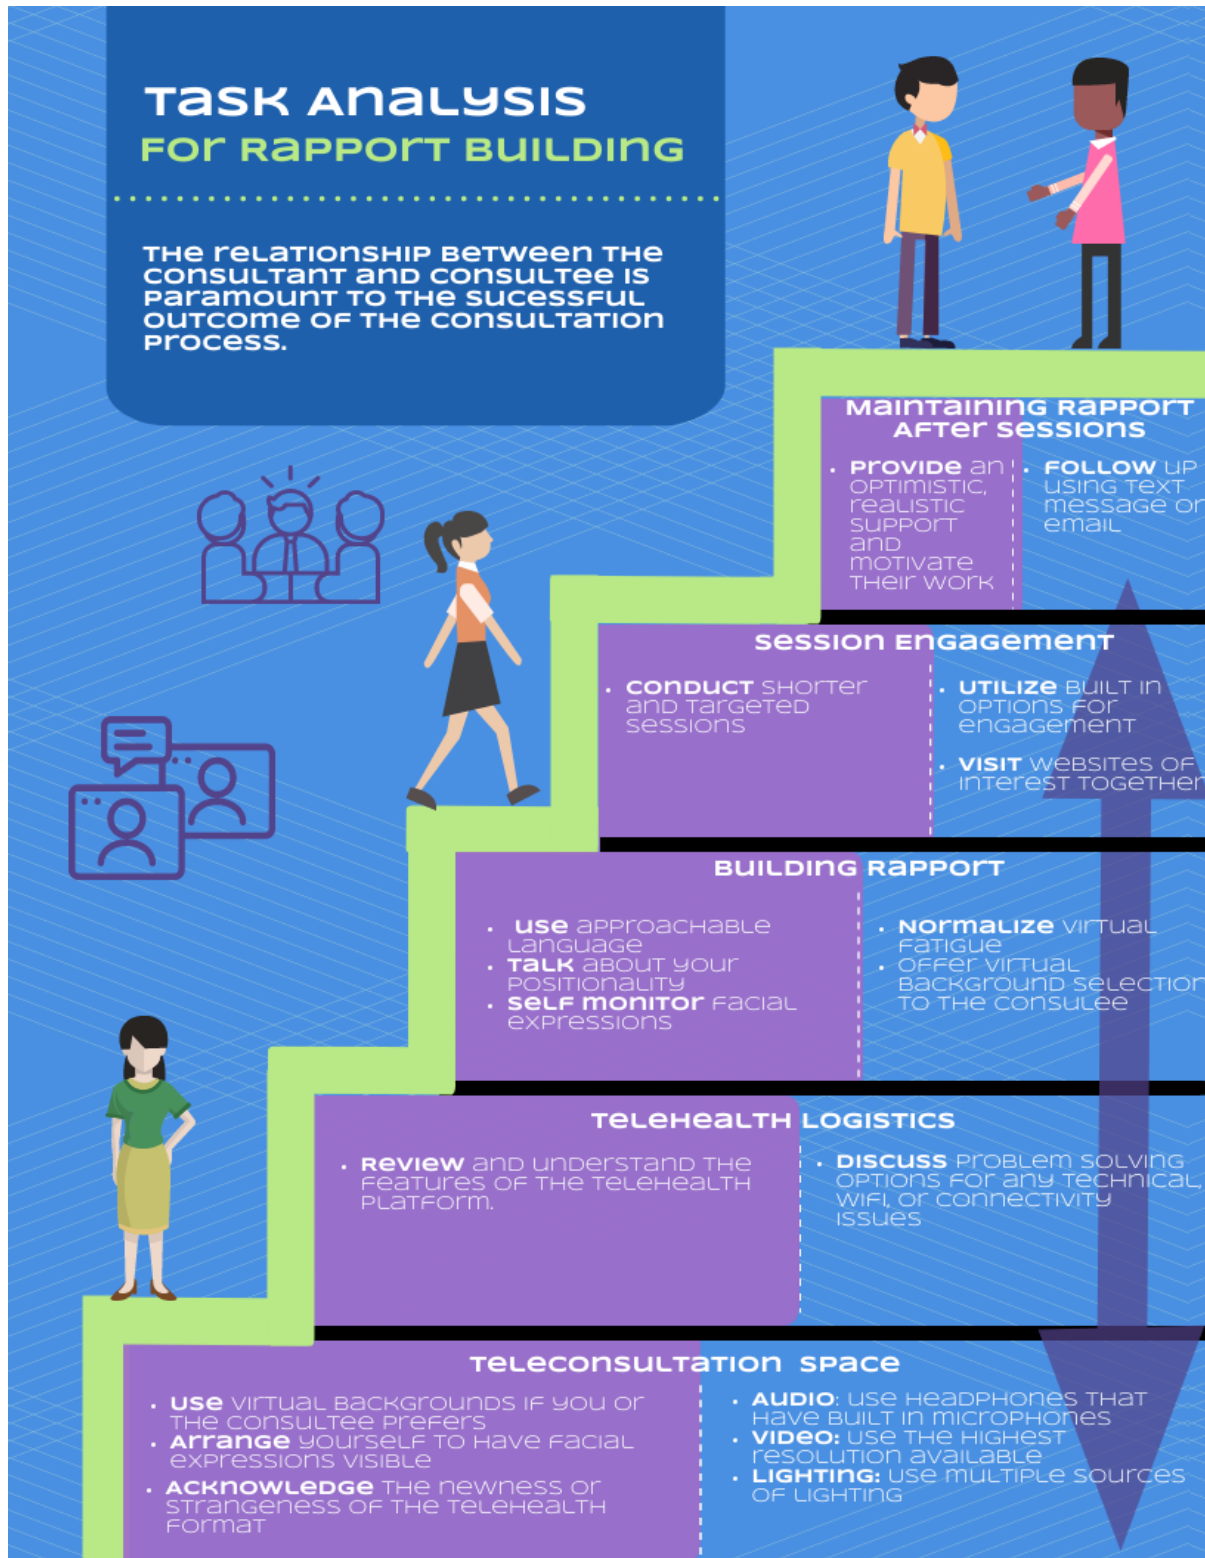 Task Analysis
For Rapport Building
The relationship between the
consultant and consultee is
paramount to the sucessful
outcome of the consultation
process.
Maintaining Rapport
After Sessions
• Provide an
optimistic,
realistic
support
and
motivate
their work
• Follow up
using text
message or
email
Session Engagement
• Conduct shorter
and targeted
sessions
• Utilize built in
options for
engagement
• Visit websites of
interest together
Building Rapport
• Use approachable
language
• Talk about your
positionality
• Self monitor facial
expressions
• Normalize virtual
fatigue
• Offer virtual
background selection
to the consulee
Telehealth Logistics
• Review and understand the
features of the telehealth
platform.
• Discuss problem solving
options for any technical,
wifi, or connectivity
issues
Teleconsultation Space
• Use virtual backgrounds if you or
the consultee prefers
• Arrange yourself to have facial
expressions visible
• Acknowledge the newness or
strangeness of the telehealth
format
• Audio: Use headphones that
have built in microphones
• Video: Use the highest
resolution available
• Lighting: Use multiple sources
of lighting